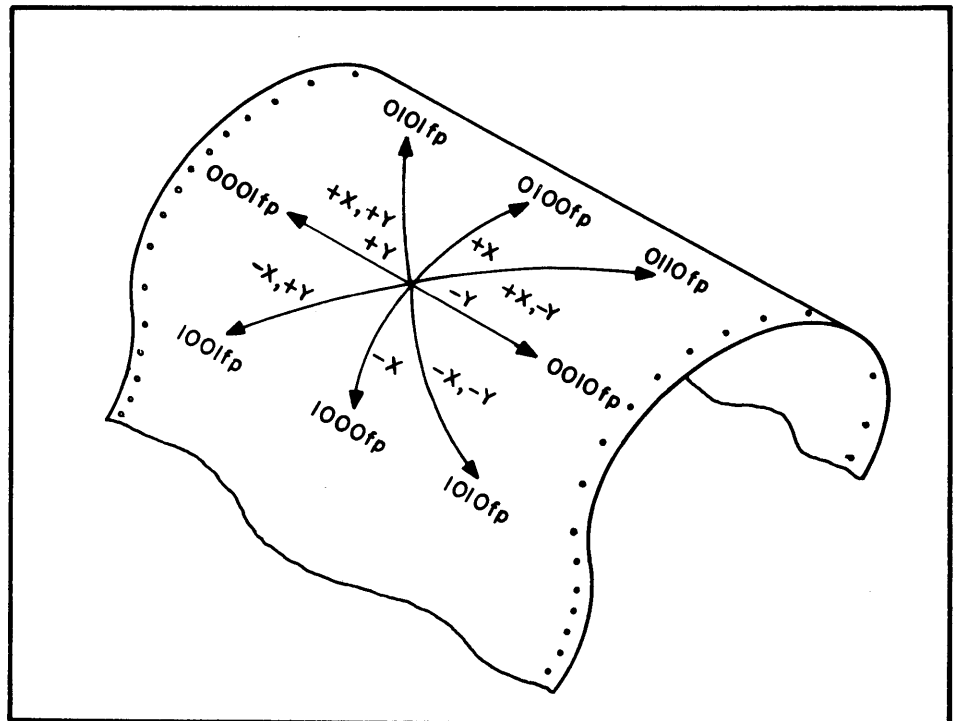 0101fp
0001fp
+X,+Y
0100fp
+Y
+X
0110fp
-X,+Y
-Y
+X,-Y
1001fp
-X
-X,-Y
0010fp
1000fp
1010fp